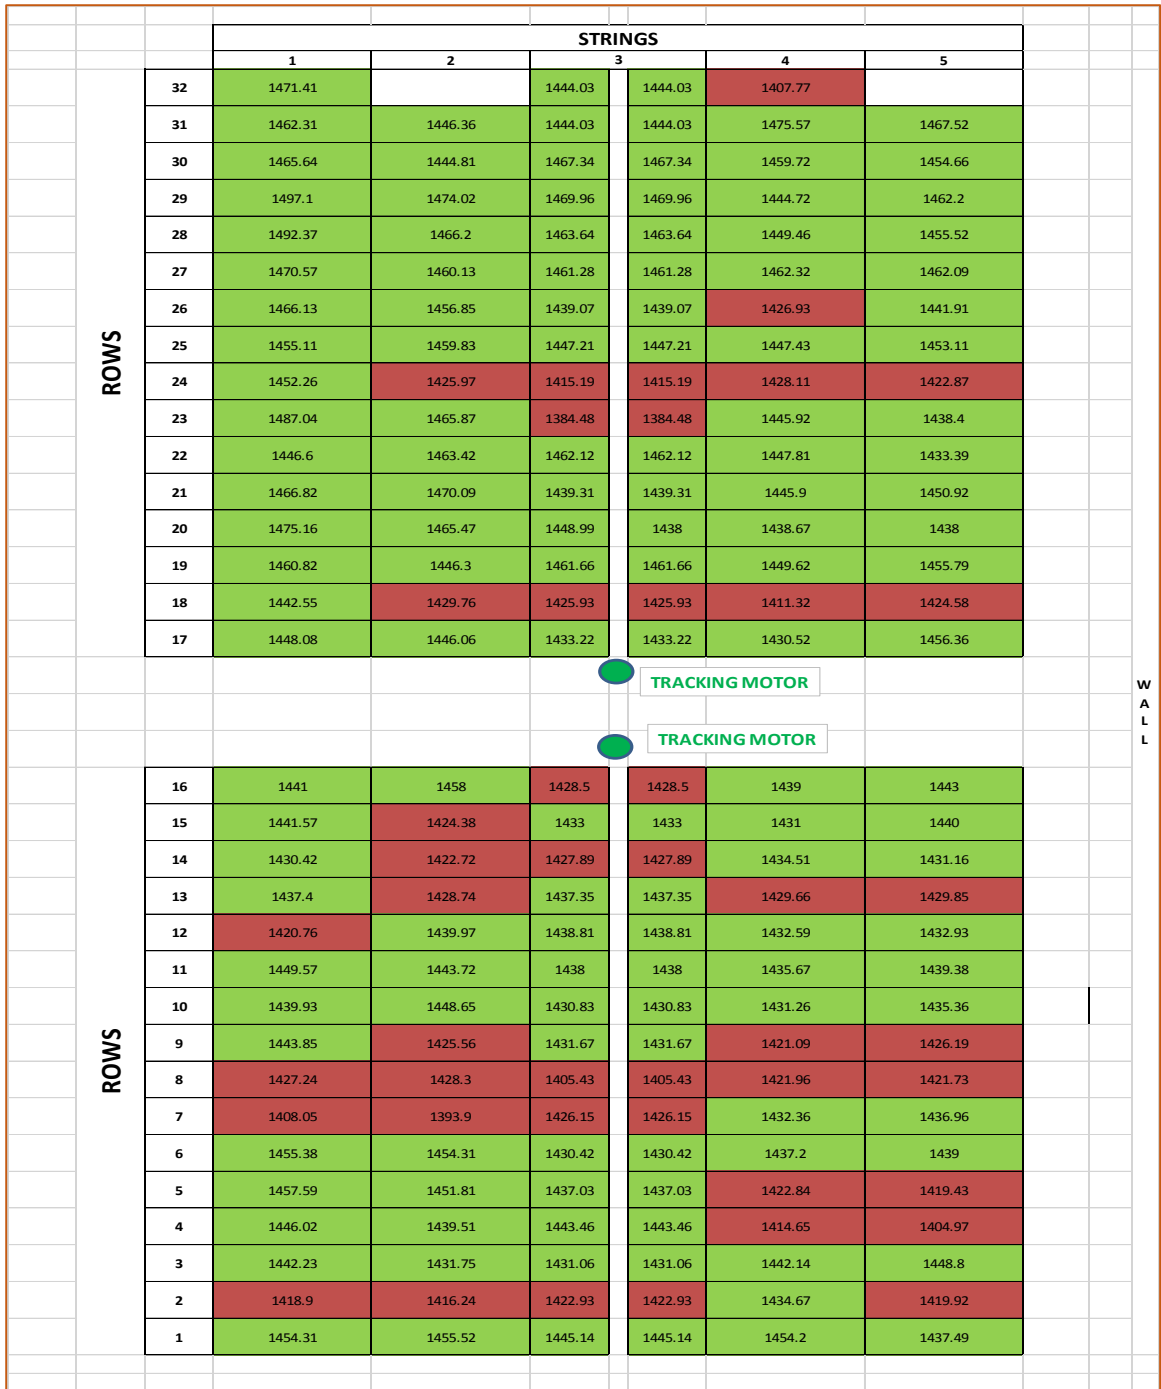 STRINGS
1 2 3 4 5
32 1471.41 1444.03 1444.03 1407.77
31 1462.31 1446.36 1444.03 1444.03 1475.57 1467.52
30 1465.64 1444.81 1467.34 1467.34 1459.72 1454.66
29 1497.1 1474.02 1469.96 1469.96 1444.72 1462.2
28 1492.37 1466.2 1463.64 1463.64 1449.46 1455.52
27 1470.57 1460.13 1461.28 1461.28 1462.32 1462.09
26 1466.13 1456.85 1439.07 1439.07 1426.93 1441.91
25 1455.11 1459.83 1447.21 1447.21 1447.43 1453.11
ROWS
24 1452.26 1425.97 1415.19 1415.19 1428.11 1422.87
23 1487.04 1465.87 1384.48 1384.48 1445.92 1438.4
22 1446.6 1463.42 1462.12 1462.12 1447.81 1433.39
21 1466.82 1470.09 1439.31 1439.31 1445.9 1450.92
20 1475.16 1465.47 1448.99 1438 1438.67 1438
19 1460.82 1446.3 1461.66 1461.66 1449.62 1455.79
18 1442.55 1429.76 1425.93 1425.93 1411.32 1424.58
17 1448.08 1446.06 1433.22 1433.22 1430.52 1456.36
TRACKING MOTOR
WALL
TRACKING MOTOR
16 1441 1458 1428.5 1428.5 1439 1443
15 1441.57 1424.38 1433 1433 1431 1440
14 1430.42 1422.72 1427.89 1427.89 1434.51 1431.16
13 1437.4 1428.74 1437.35 1437.35 1429.66 1429.85
12 1420.76 1439.97 1438.81 1438.81 1432.59 1432.93
11 1449.57 1443.72 1438 1438 1435.67 1439.38
10 1439.93 1448.65 1430.83 1430.83 1431.26 1435.36
9 1443.85 1425.56 1431.67 1431.67 1421.09 1426.19
ROWS
8 1427.24 1428.3 1405.43 1405.43 1421.96 1421.73
7 1408.05 1393.9 1426.15 1426.15 1432.36 1436.96
6 1455.38 1454.31 1430.42 1430.42 1437.2 1439
5 1457.59 1451.81 1437.03 1437.03 1422.84 1419.43
4 1446.02 1439.51 1443.46 1443.46 1414.65 1404.97
3 1442.23 1431.75 1431.06 1431.06 1442.14 1448.8
2 1418.9 1416.24 1422.93 1422.93 1434.67 1419.92
1 1454.31 1455.52 1445.14 1445.14 1454.2 1437.49